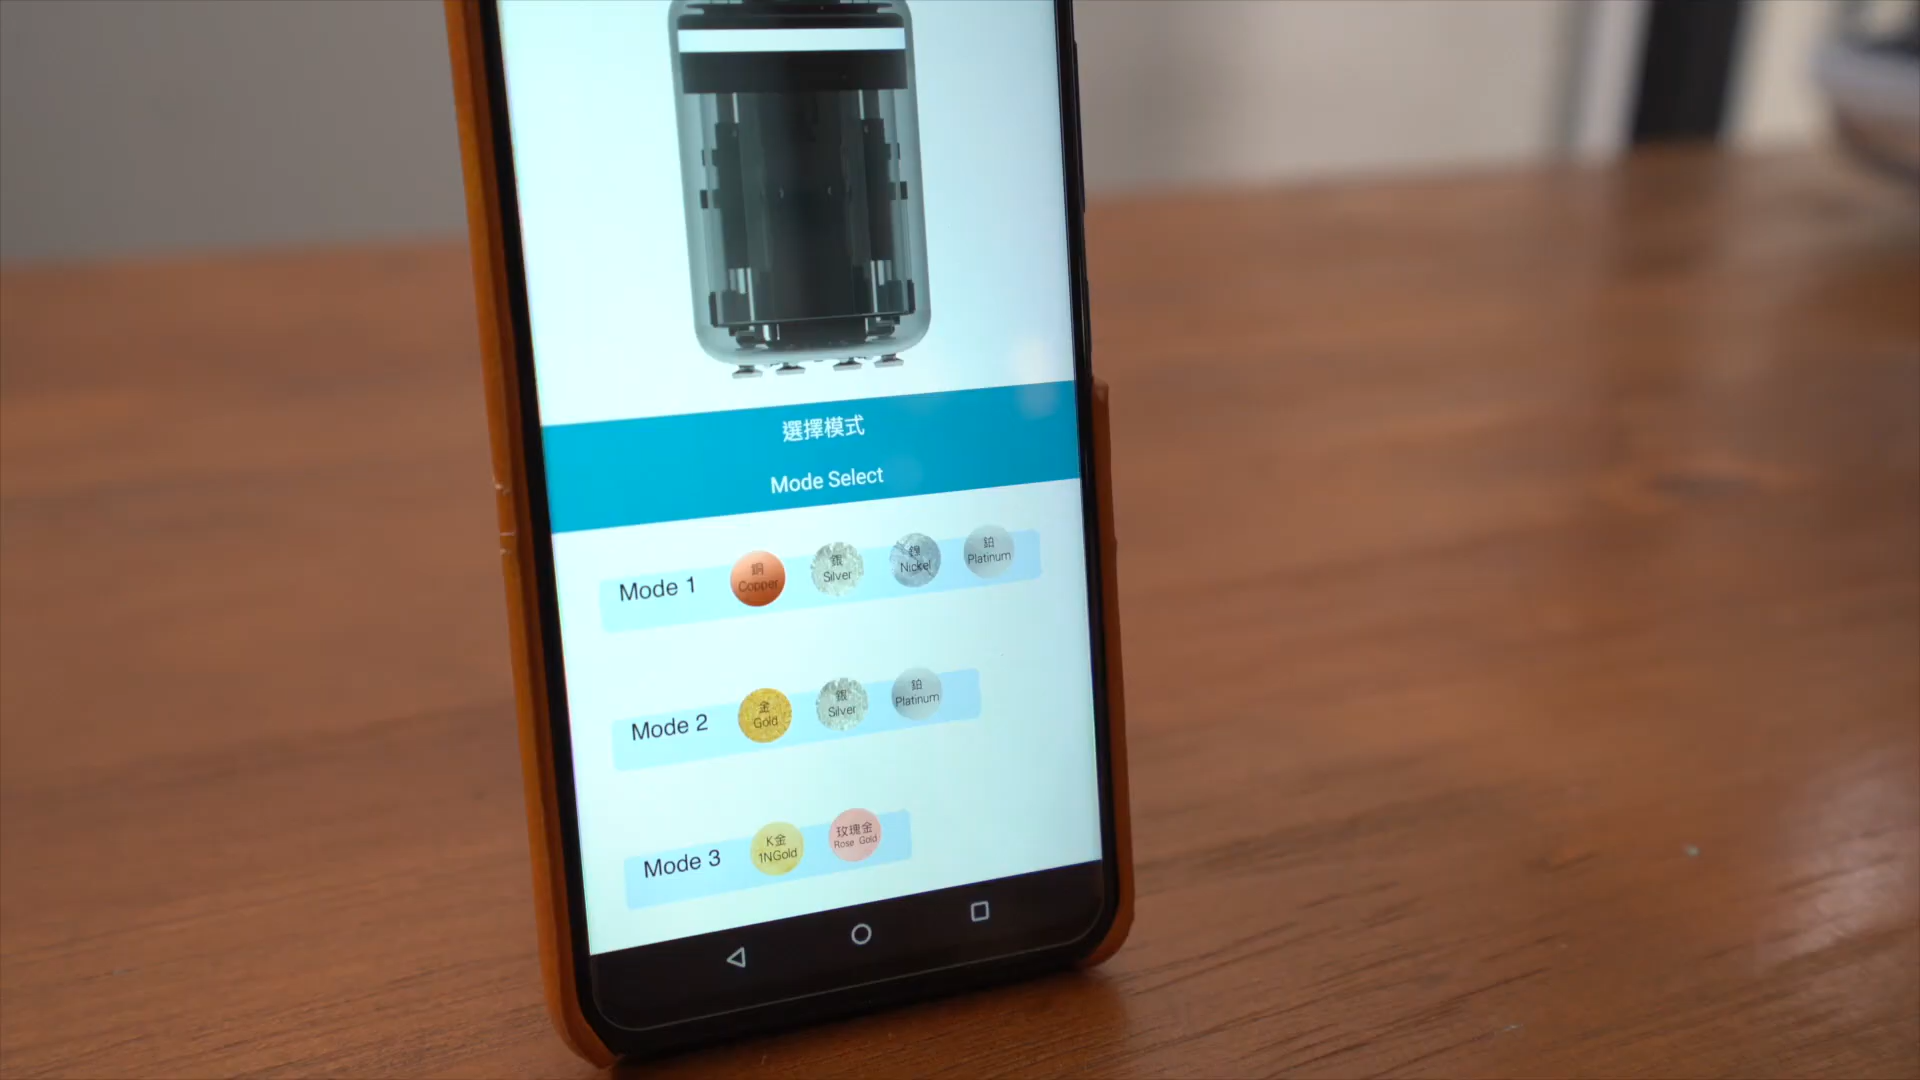 選擇模式
Mode Select
Mode 1
銅
Copper
銀
Silver
鎳
Nickel
鉑
Platinum
Mode 2
金
Gold
銀
Silver
鉑
Platinum
Mode 3
K金
1NGold
玫瑰金
Rose Gold